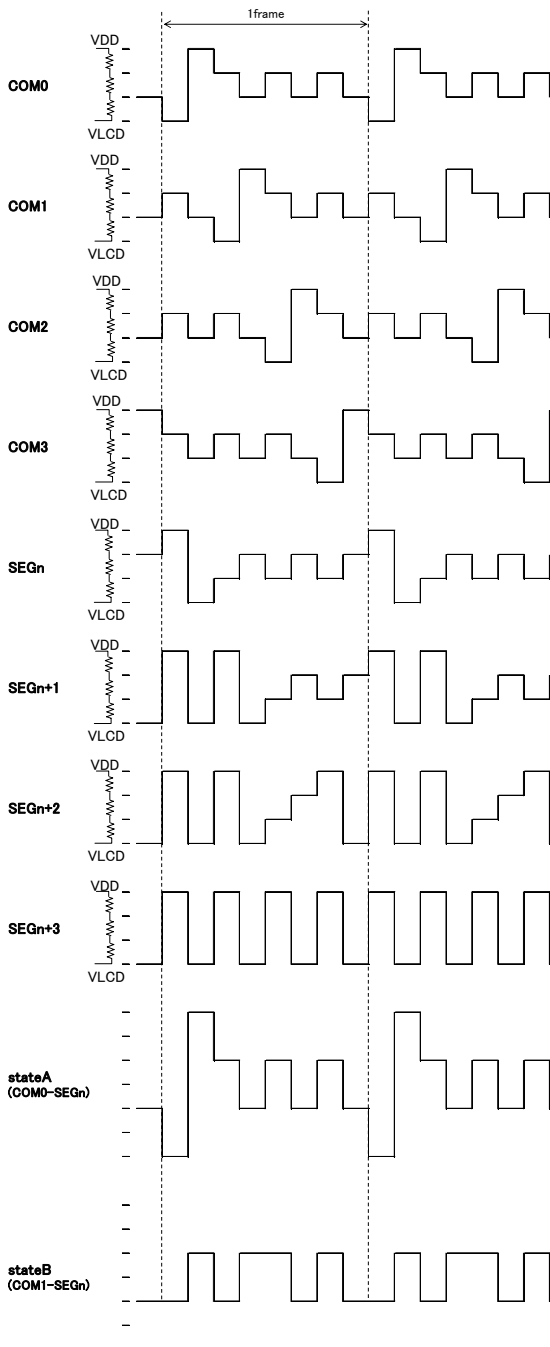 1frame
VDD
COM0
VLCD
VDD
COM1
VLCD
VDD
COM2
VLCD
VDD
COM3
VLCD
VDD
SEGn
VLCD
VDD
SEGn+1
VLCD
VDD
SEGn+2
VLCD
VDD
SEGn+3
VLCD
stateA
(COM0-SEGn)
stateB
(COM1-SEGn)